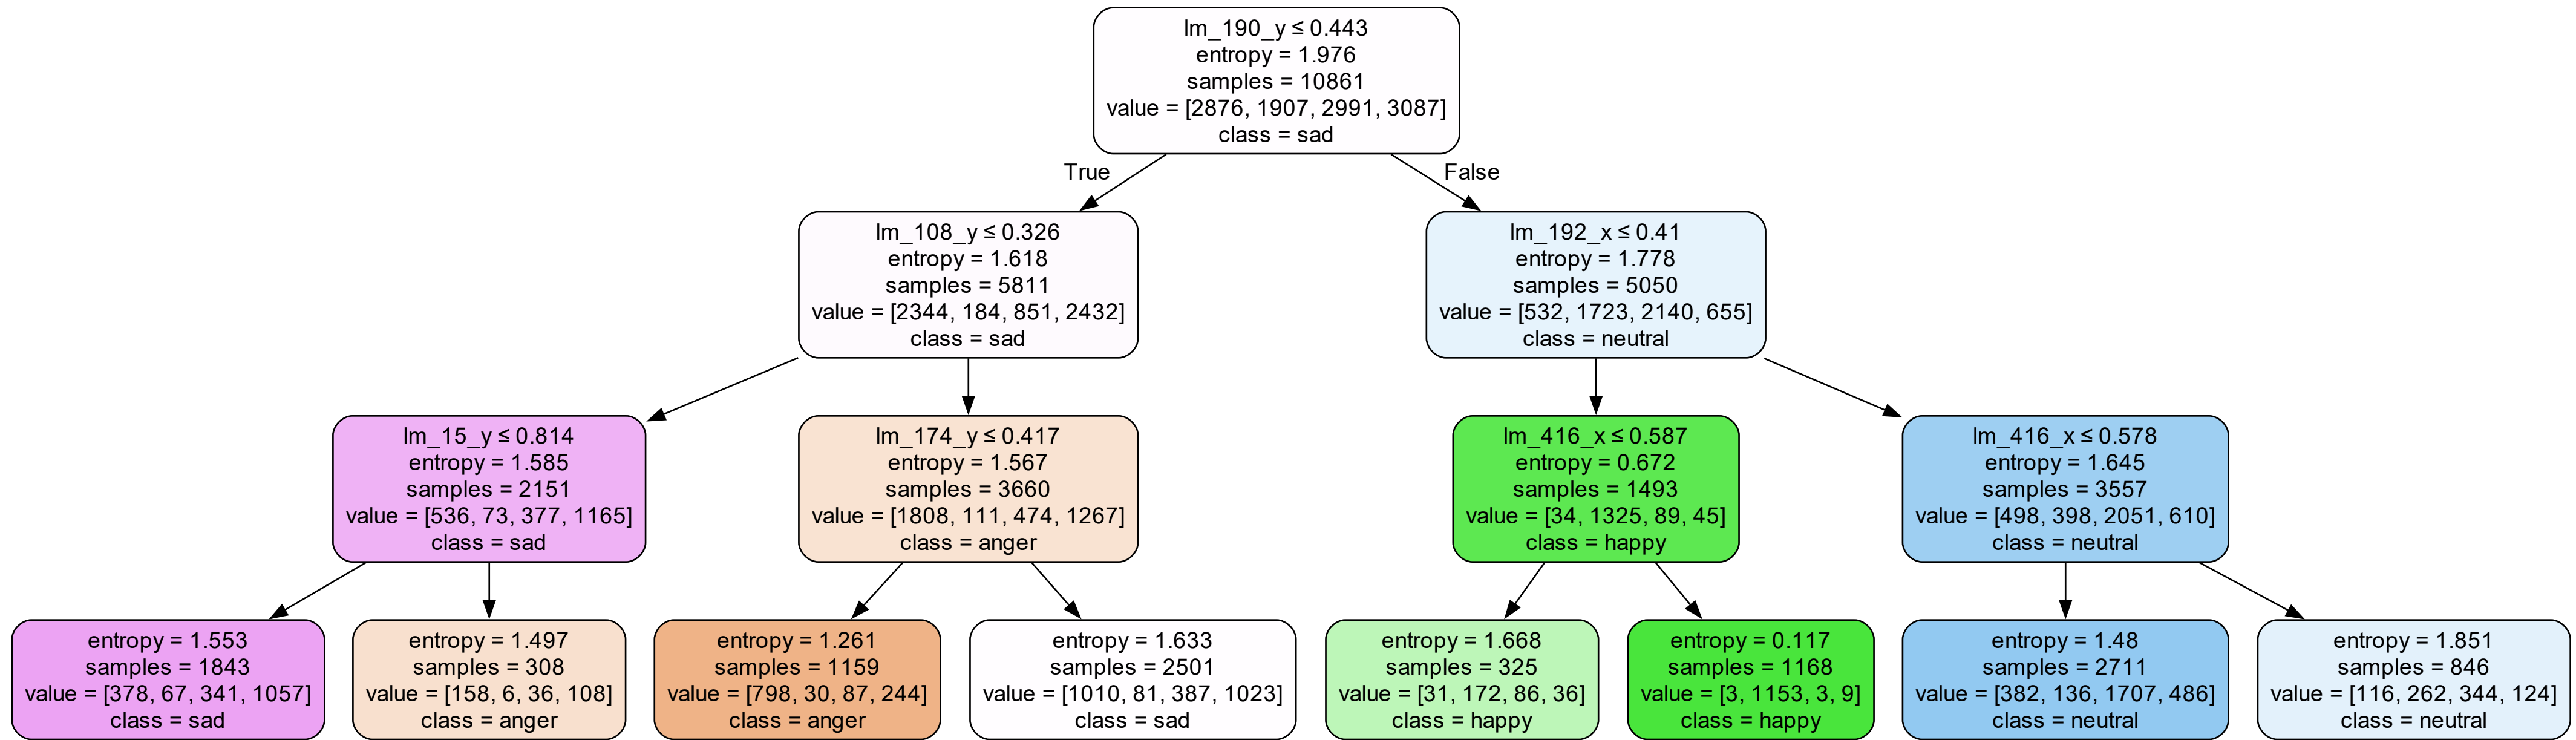 lm_190_y ≤ 0.443
entropy = 1.976
samples = 10861
value = [2876, 1907, 2991, 3087]
class = sad
True
False
lm_108_y ≤ 0.326
entropy = 1.618
samples = 5811
value = [2344, 184, 851, 2432]
class = sad
lm_192_x ≤ 0.41
entropy = 1.778
samples = 5050
value = [532, 1723, 2140, 655]
class = neutral
lm_15_y ≤ 0.814
entropy = 1.585
samples = 2151
value = [536, 73, 377, 1165]
class = sad
lm_174_y ≤ 0.417
entropy = 1.567
samples = 3660
value = [1808, 111, 474, 1267]
class = anger
lm_416_x ≤ 0.587
entropy = 0.672
samples = 1493
value = [34, 1325, 89, 45]
class = happy
lm_416_x ≤ 0.578
entropy = 1.645
samples = 3557
value = [498, 398, 2051, 610]
class = neutral
entropy = 1.553
samples = 1843
value = [378, 67, 341, 1057]
class = sad
entropy = 1.497
samples = 308
value = [158, 6, 36, 108]
class = anger
entropy = 1.261
samples = 1159
value = [798, 30, 87, 244]
class = anger
entropy = 1.633
samples = 2501
value = [1010, 81, 387, 1023]
class = sad
entropy = 1.668
samples = 325
value = [31, 172, 86, 36]
class = happy
entropy = 0.117
samples = 1168
value = [3, 1153, 3, 9]
class = happy
entropy = 1.48
samples = 2711
value = [382, 136, 1707, 486]
class = neutral
entropy = 1.851
samples = 846
value = [116, 262, 344, 124]
class = neutral